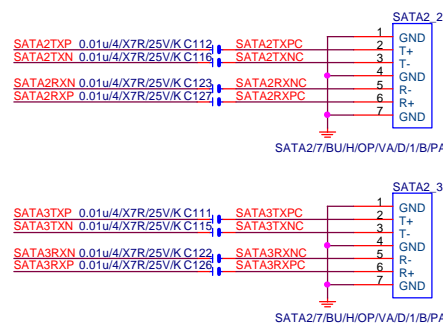 SATA2_2
1 GND
SATA2TXP 0.01u/4/X7R/25V/K C112 SATA2TXPC 2 T+
SATA2TXN 0.01u/4/X7R/25V/K C116 SATA2TXNC 3 T-
4 GND
SATA2RXN 0.01u/4/X7R/25V/K C123 SATA2RXNC 5 R-
SATA2RXP 0.01u/4/X7R/25V/K C127 SATA2RXPC 6 R+
7 GND
SATA2/7/BU/H/OP/VA/D/1/B/PA
SATA2_3
1 GND
SATA3TXP 0.01u/4/X7R/25V/K C111 SATA3TXPC 2 T+
SATA3TXN 0.01u/4/X7R/25V/K C115 SATA3TXNC 3 T-
4 GND
SATA3RXN 0.01u/4/X7R/25V/K C122 SATA3RXNC 5 R-
SATA3RXP 0.01u/4/X7R/25V/K C126 SATA3RXPC 6 R+
7 GND
SATA2/7/BU/H/OP/VA/D/1/B/PA